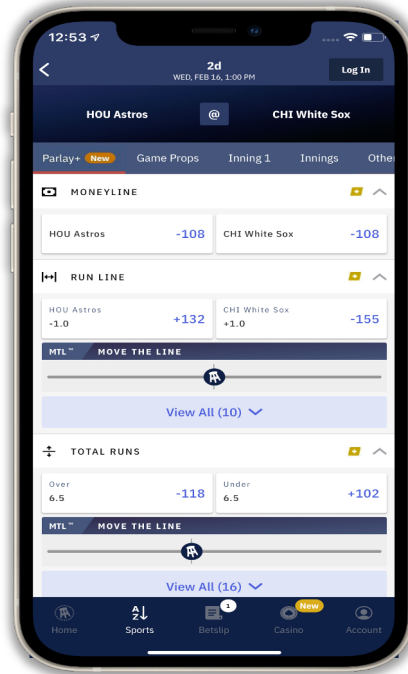 12:53
2d
WED, FEB 16, 1:00 PM
Log In
HOU Astros @ CHI White Sox
Parlay+ New Game Props Inning 1 Innings Other
MONEYLINE
HOU Astros -108 CHI White Sox -108
RUN LINE
HOU Astros CHI White Sox
-1.0 +132 +1.0 -155
MTL™ MOVE THE LINE
View All (10)
TOTAL RUNS
Over Under
6.5 -118 6.5 +102
MTL™ MOVE THE LINE
View All (16)
1 New
Home Sports Betslip Casino Account